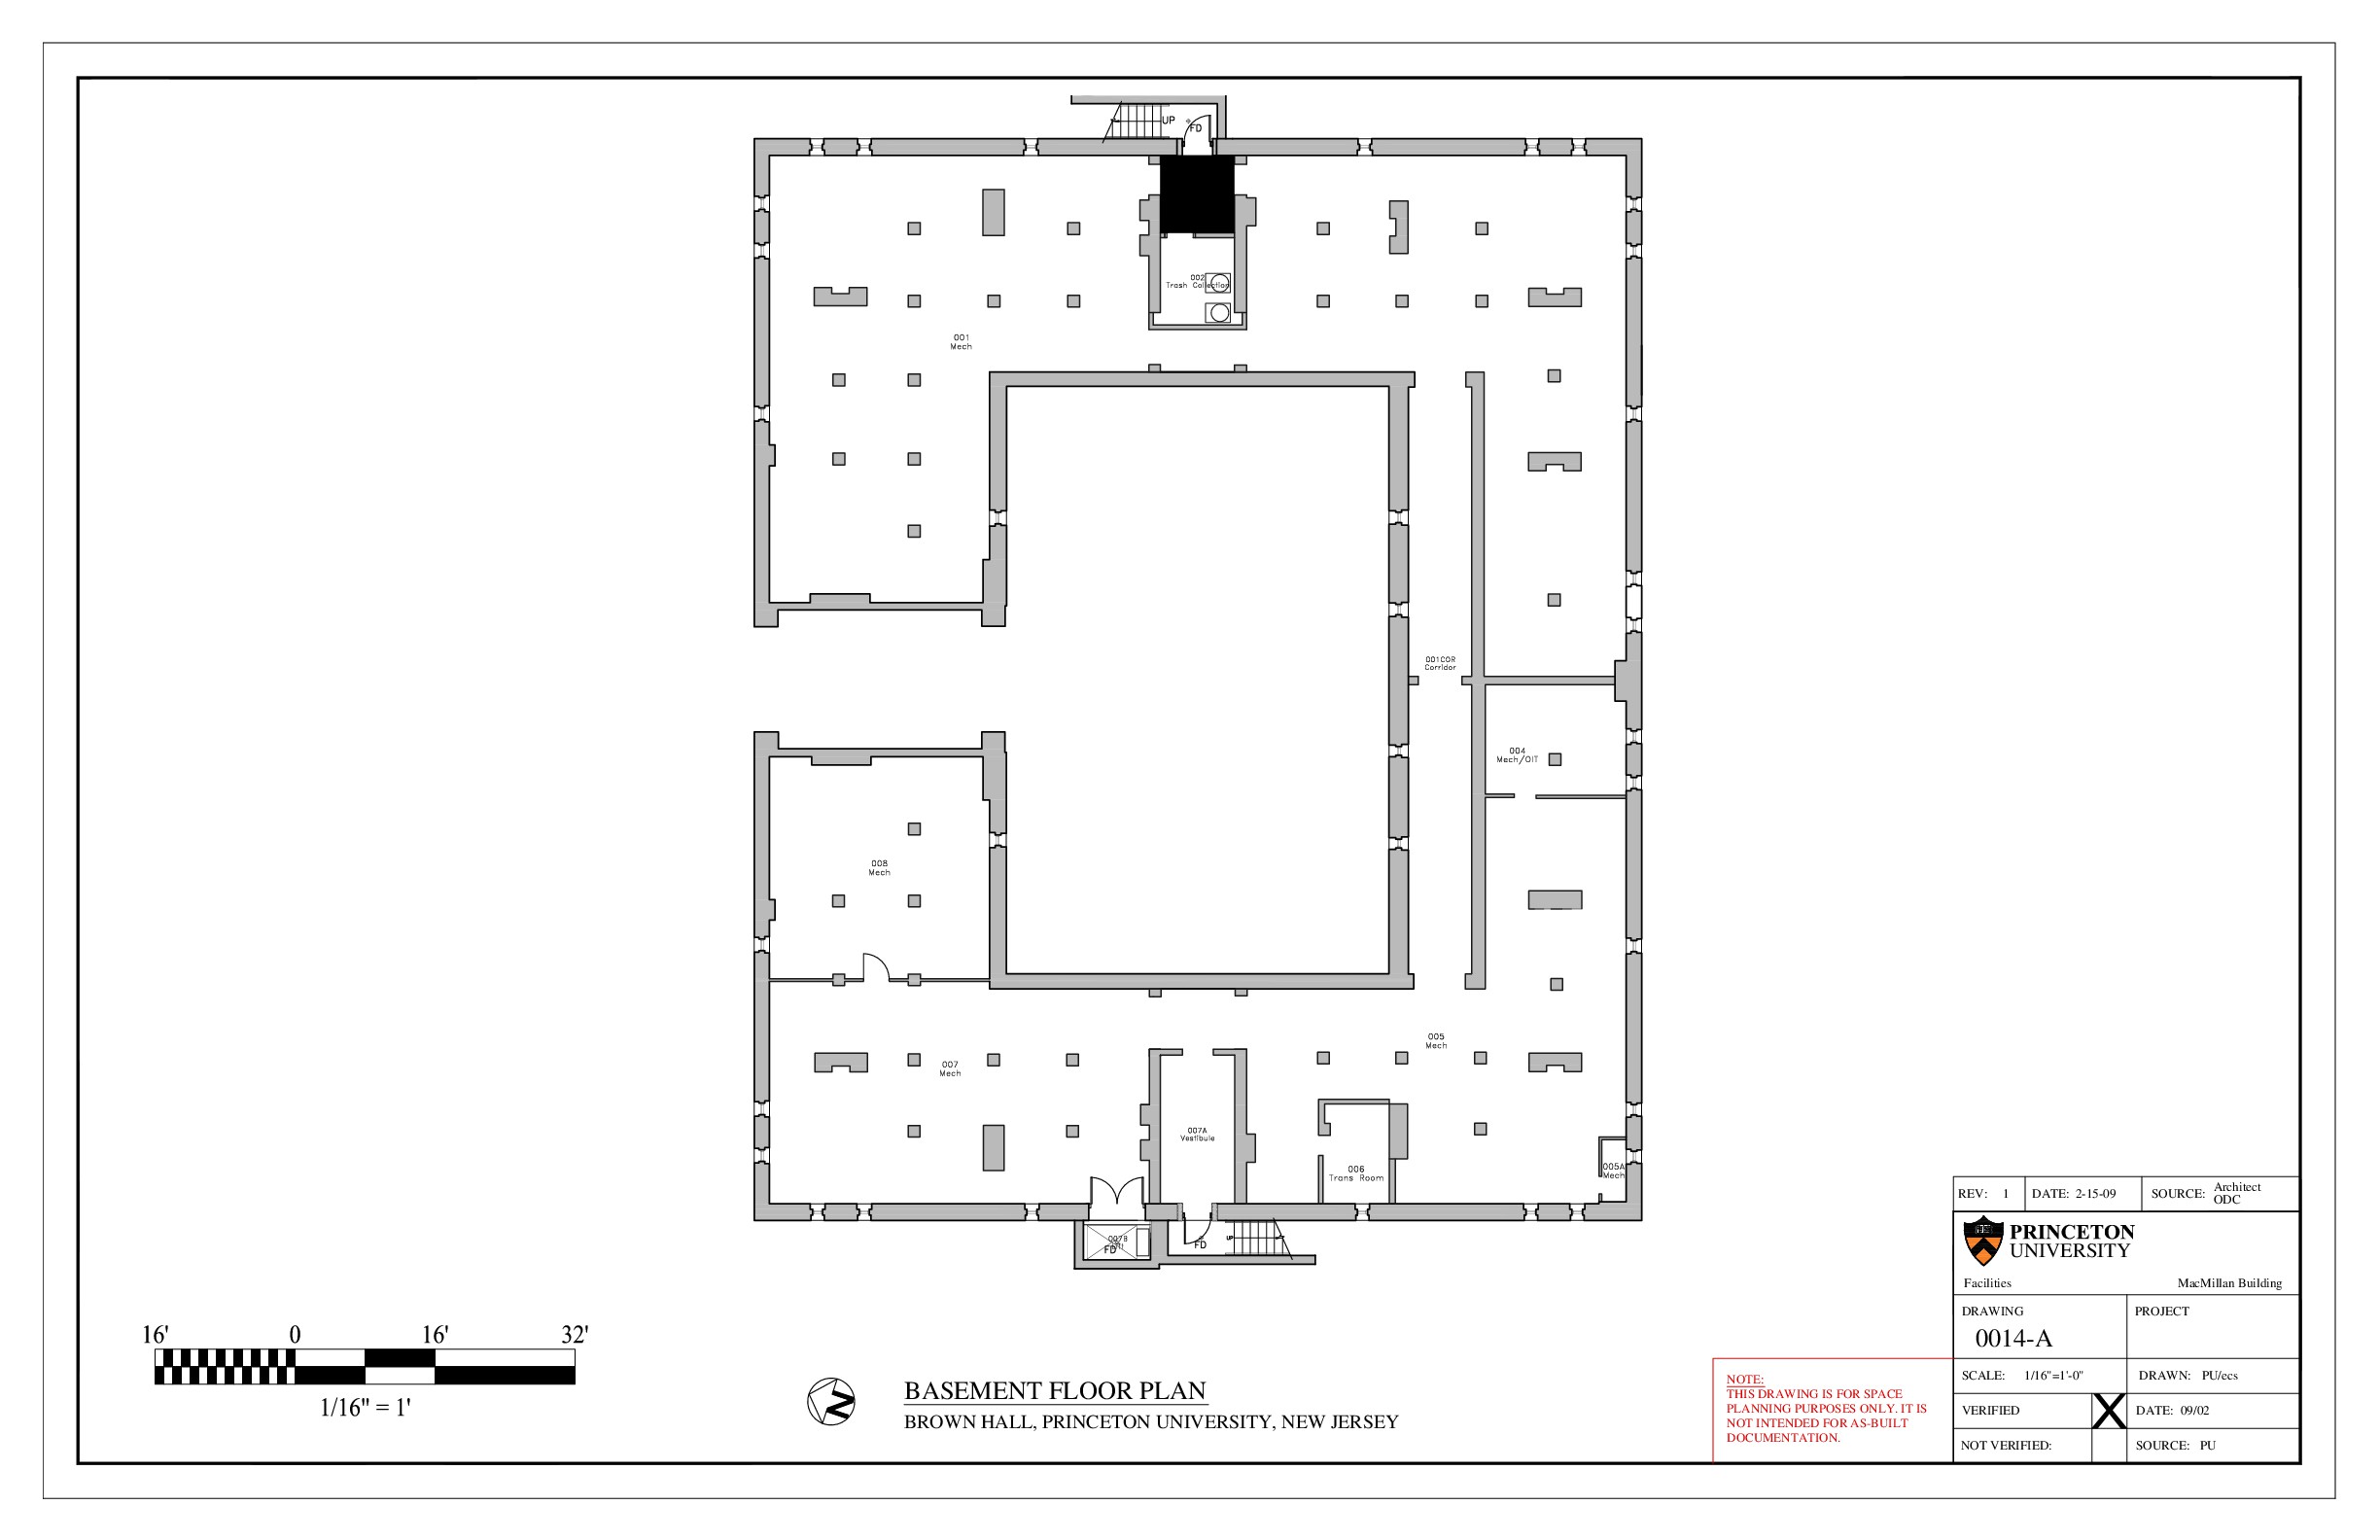 UP
FD
002
Trash Collection
001
Mech
001COR
Corridor
004
Mech/OIT
008
Mech
005
Mech
007
Mech
007A
Vestibule
006
Trans Room
005A
Mech
007B
FD
FD
UP
16' 0 16' 32'
1/16" = 1'
N
BASEMENT FLOOR PLAN
BROWN HALL, PRINCETON UNIVERSITY, NEW JERSEY
NOTE:
THIS DRAWING IS FOR SPACE
PLANNING PURPOSES ONLY. IT IS
NOT INTENDED FOR AS-BUILT
DOCUMENTATION.
REV: 1 DATE: 2-15-09 SOURCE: Architect
ODC
PRINCETON
UNIVERSITY
Facilities MacMillan Building
DRAWING PROJECT
0014-A
SCALE: 1/16"=1'-0" DRAWN: PU/ecs
VERIFIED X DATE: 09/02
NOT VERIFIED: SOURCE: PU